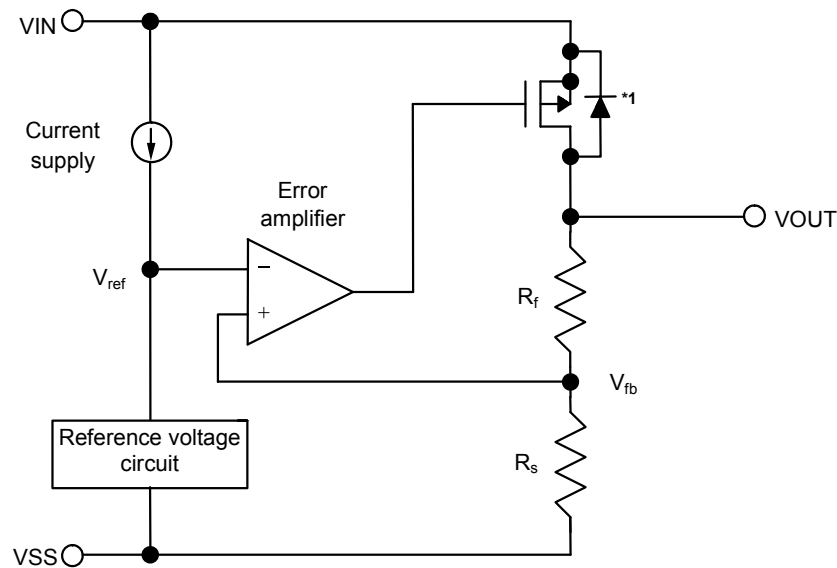 VIN
*1
Current
supply
Error
amplifier
VOUT
Vref
−
+
Rf
Vfb
Reference voltage
circuit
Rs
VSS